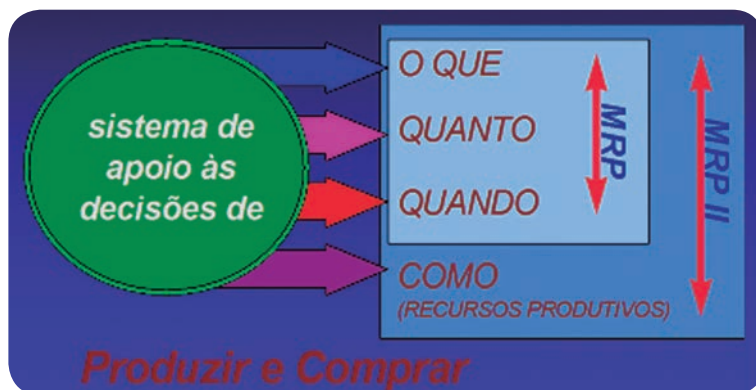 sistema de
apoio às
decisões de
O QUE
QUANTO
QUANDO
COMO
(RECURSOS PRODUTIVOS)
MRP
MRP II
Produzir e Comprar